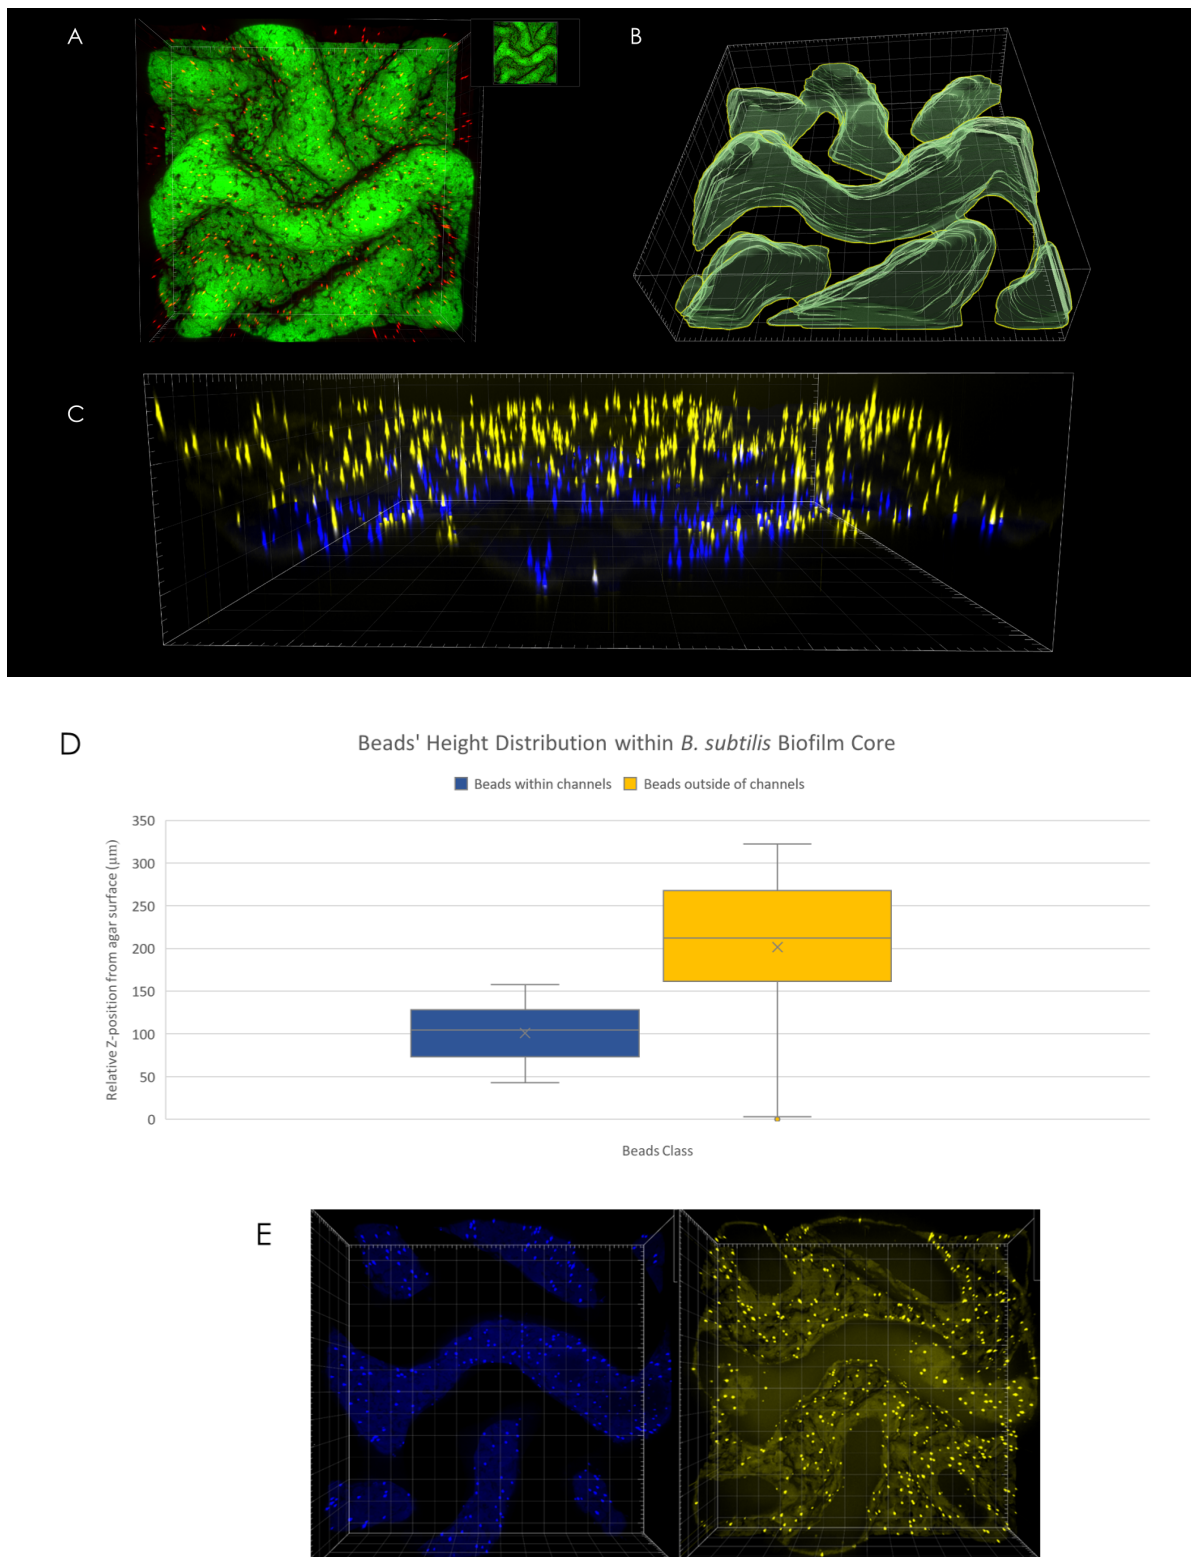 A
B
C
D
Beads' Height Distribution within B. subtilis Biofilm Core
Beads within channels
Beads outside of channels
Relative Z-position from agar surface (μm)
350
300
250
200
150
100
50
0
Beads Class
E